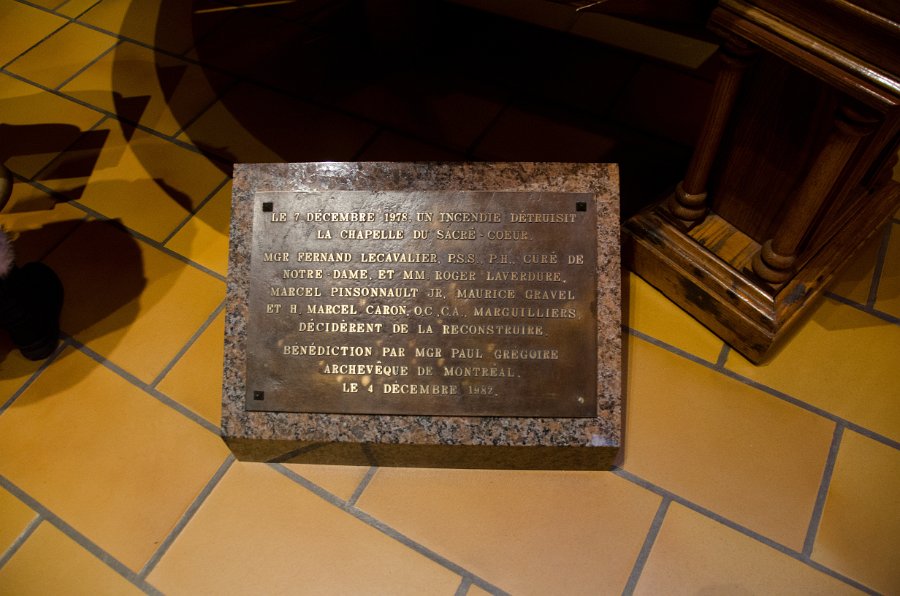 LE 7 DÉCEMBRE 1978, UN INCENDIE DÉTRUISIT
LA CHAPELLE DU SACRÉ-COEUR.
MGR FERNAND LECAVALIER, P.S.S., P.H., CURÉ DE
NOTRE DAME, ET MM. ROGER LAVERDURE,
MARCEL PINSONNAULT JR, MAURICE GRAVEL
ET H. MARCEL CARON, O.C., C.A., MARGUILLIERS,
DÉCIDÈRENT DE LA RECONSTRUIRE.
BÉNÉDICTION PAR MGR PAUL GRÉGOIRE
ARCHEVÊQUE DE MONTRÉAL.
LE 4 DÉCEMBRE 1982.